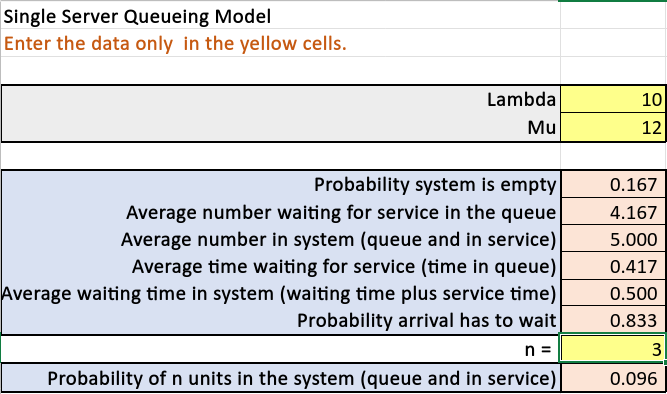 Single Server Queueing Model
Enter the data only in the yellow cells.
Lambda 10
Mu 12
Probability system is empty 0.167
Average number waiting for service in the queue 4.167
Average number in system (queue and in service) 5.000
Average time waiting for service (time in queue) 0.417
Average waiting time in system (waiting time plus service time) 0.500
Probability arrival has to wait 0.833
n = 3
Probability of n units in the system (queue and in service) 0.096